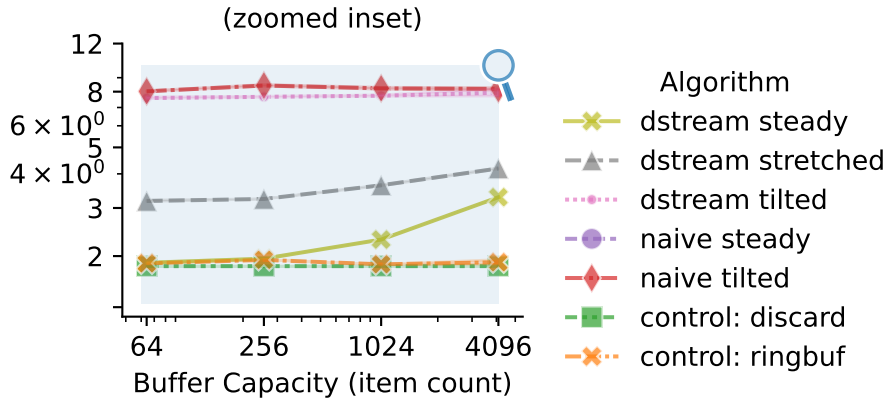 (zoomed inset)
12
8
6 × 10⁰
5
4 × 10⁰
3
2
64 256 1024 4096
Buffer Capacity (item count)
Algorithm
dstream steady
dstream stretched
dstream tilted
naive steady
naive tilted
control: discard
control: ringbuf